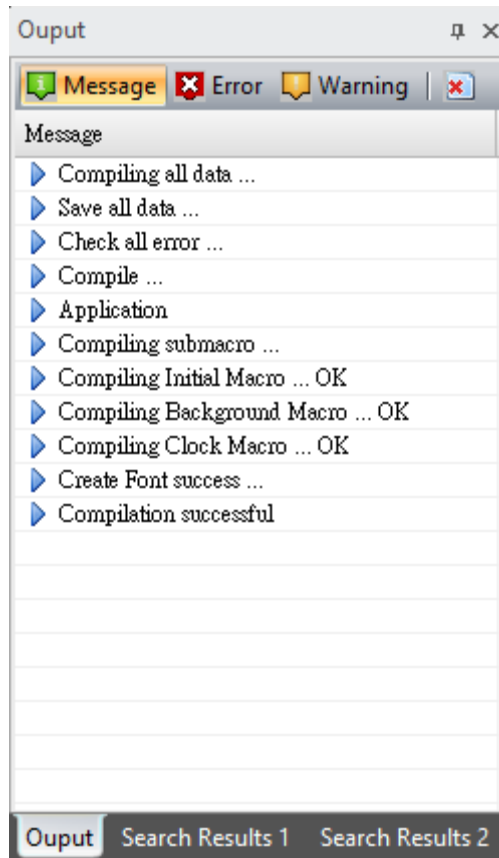 Ouput
Message Error Warning
Message
Compiling all data ...
Save all data ...
Check all error ...
Compile ...
Application
Compiling submacro ...
Compiling Initial Macro ... OK
Compiling Background Macro ... OK
Compiling Clock Macro ... OK
Create Font success ...
Compilation successful
Ouput Search Results 1 Search Results 2